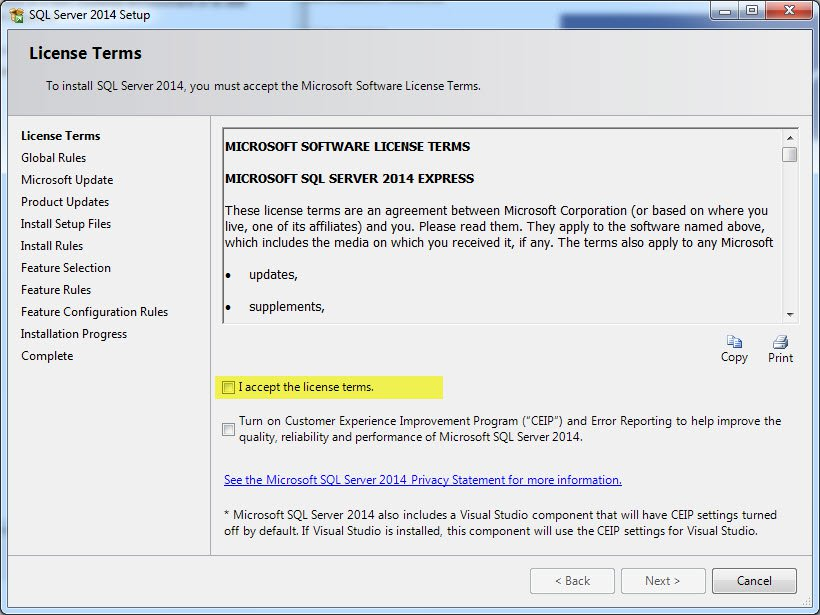 SQL Server 2014 Setup
License Terms
To install SQL Server 2014, you must accept the Microsoft Software License Terms.
License Terms
Global Rules
Microsoft Update
Product Updates
Install Setup Files
Install Rules
Feature Selection
Feature Rules
Feature Configuration Rules
Installation Progress
Complete
MICROSOFT SOFTWARE LICENSE TERMS
MICROSOFT SQL SERVER 2014 EXPRESS
These license terms are an agreement between Microsoft Corporation (or based on where you
live, one of its affiliates) and you. Please read them. They apply to the software named above,
which includes the media on which you received it, if any. The terms also apply to any Microsoft
• updates,
• supplements,
Copy
Print
I accept the license terms.
Turn on Customer Experience Improvement Program ("CEIP") and Error Reporting to help improve the
quality, reliability and performance of Microsoft SQL Server 2014.
See the Microsoft SQL Server 2014 Privacy Statement for more information.
* Microsoft SQL Server 2014 also includes a Visual Studio component that will have CEIP settings turned
off by default. If Visual Studio is installed, this component will use the CEIP settings for Visual Studio.
< Back
Next >
Cancel